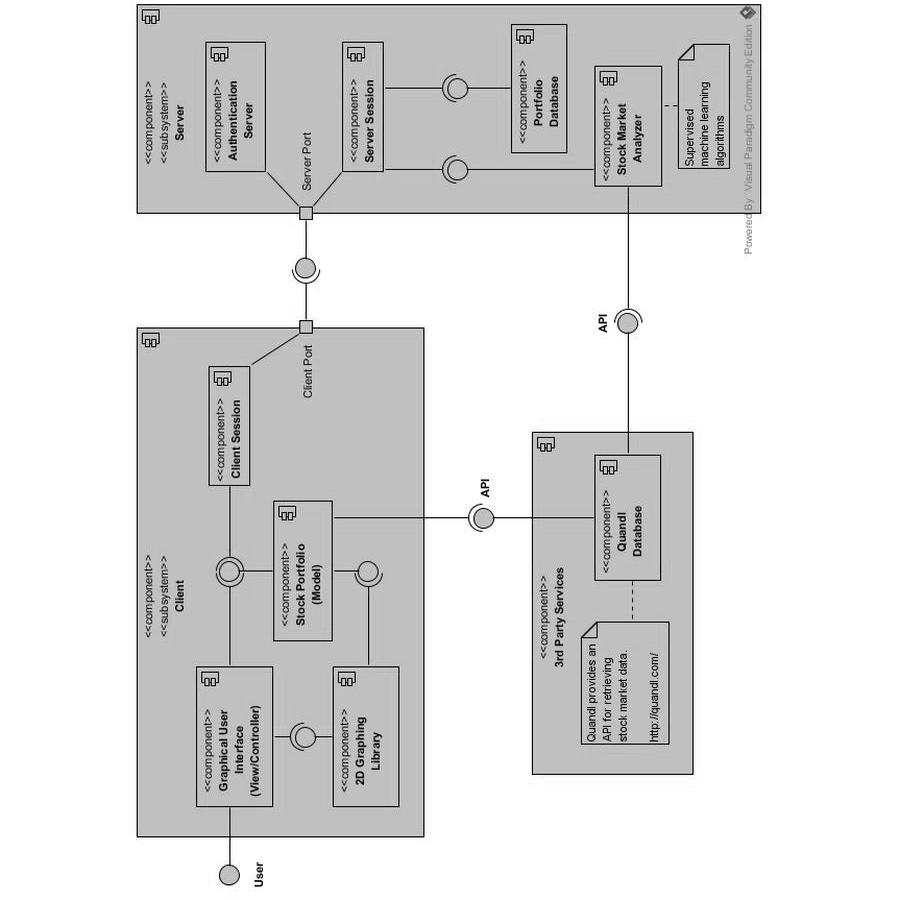 <<component>>
<<subsystem>>
Client
<<component>>
Graphical User
Interface
(View/Controller)
<<component>>
2D Graphing
Library
<<component>>
Stock Portfolio
(Model)
<<component>>
Client Session
Client Port
User
<<component>>
<<subsystem>>
Server
<<component>>
Authentication
Server
<<component>>
Server Session
Server Port
<<component>>
Portfolio
Database
<<component>>
Stock Market
Analyzer
Supervised
machine learning
algorithms
API
API
<<component>>
3rd Party Services
<<component>>
Quandl
Database
Quandl provides an
API for retrieving
stock market data.
http://quandl.com/
Powered By Visual Paradigm Community Edition